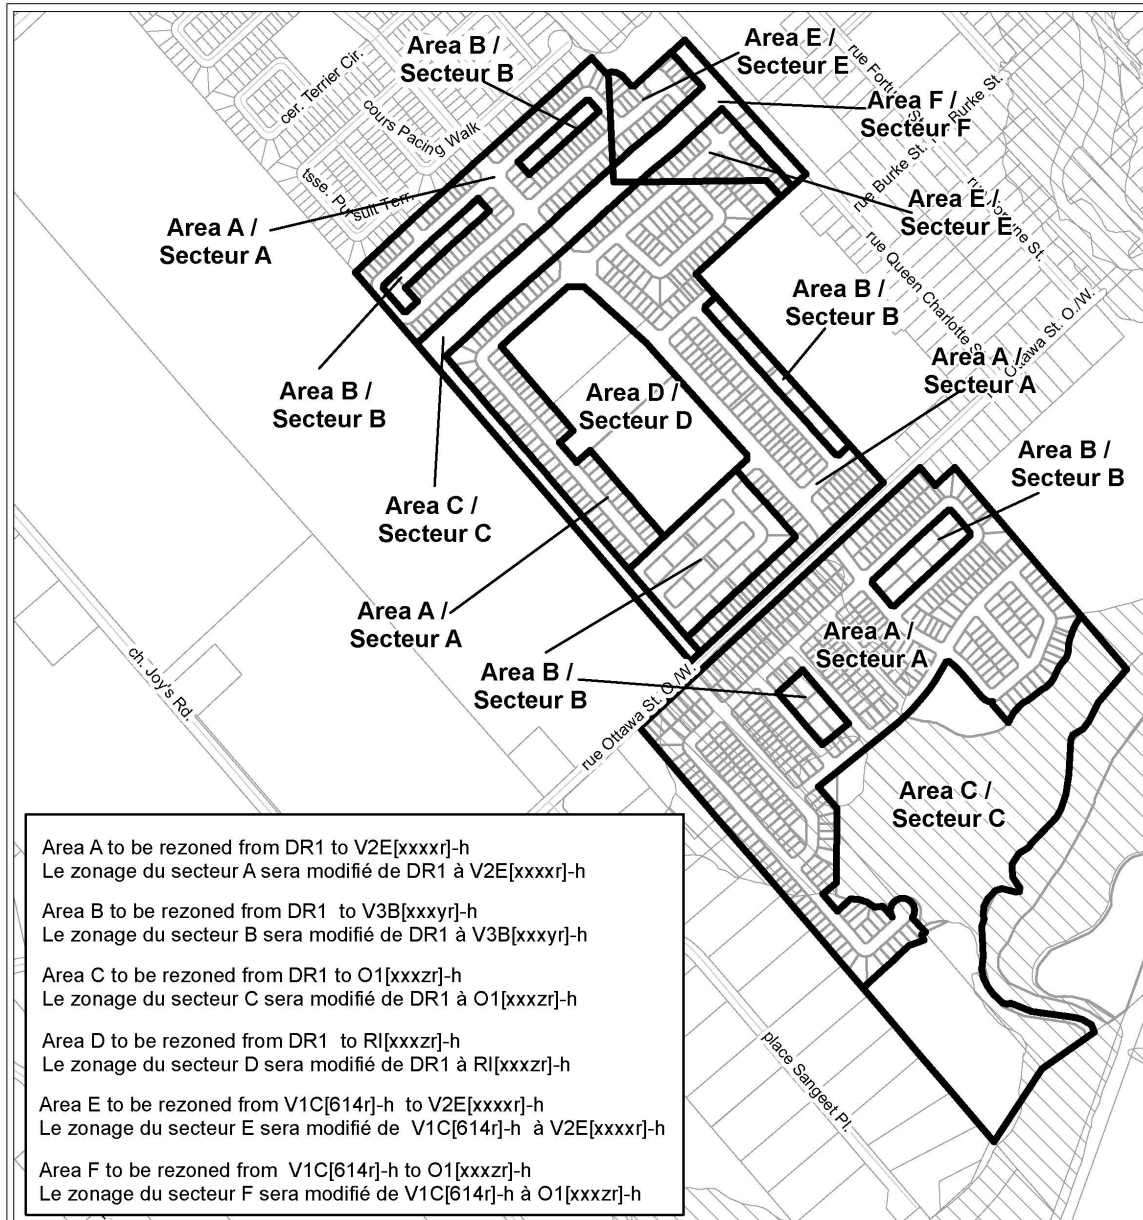 Area B /
Secteur B
Area E /
Secteur E
Area F /
Secteur F
cer. Terrier Cir.
cours Pacing Walk
tsse. Pursuit Terr.
rue Burke St.
Burke St.
Area A /
Secteur A
Area E /
Secteur E
rue Queen Charlotte St.
Ottawa St. O./W.
Area B /
Secteur B
Area A /
Secteur A
Area B /
Secteur B
Area D /
Secteur D
Area B /
Secteur B
Area C /
Secteur C
Area A /
Secteur A
Area A /
Secteur A
Area B /
Secteur B
ch. Joy's Rd.
rue Ottawa St. O./W.
Area C /
Secteur C
place Sangeet Pl.
Area A to be rezoned from DR1 to V2E[xxxxr]-h
Le zonage du secteur A sera modifié de DR1 à V2E[xxxxr]-h
Area B to be rezoned from DR1 to V3B[xxxyr]-h
Le zonage du secteur B sera modifié de DR1 à V3B[xxxyr]-h
Area C to be rezoned from DR1 to O1[xxxzr]-h
Le zonage du secteur C sera modifié de DR1 à O1[xxxzr]-h
Area D to be rezoned from DR1 to RI[xxxzr]-h
Le zonage du secteur D sera modifié de DR1 à RI[xxxzr]-h
Area E to be rezoned from V1C[614r]-h to V2E[xxxxr]-h
Le zonage du secteur E sera modifié de V1C[614r]-h à V2E[xxxxr]-h
Area F to be rezoned from V1C[614r]-h to O1[xxxzr]-h
Le zonage du secteur F sera modifié de V1C[614r]-h à O1[xxxzr]-h